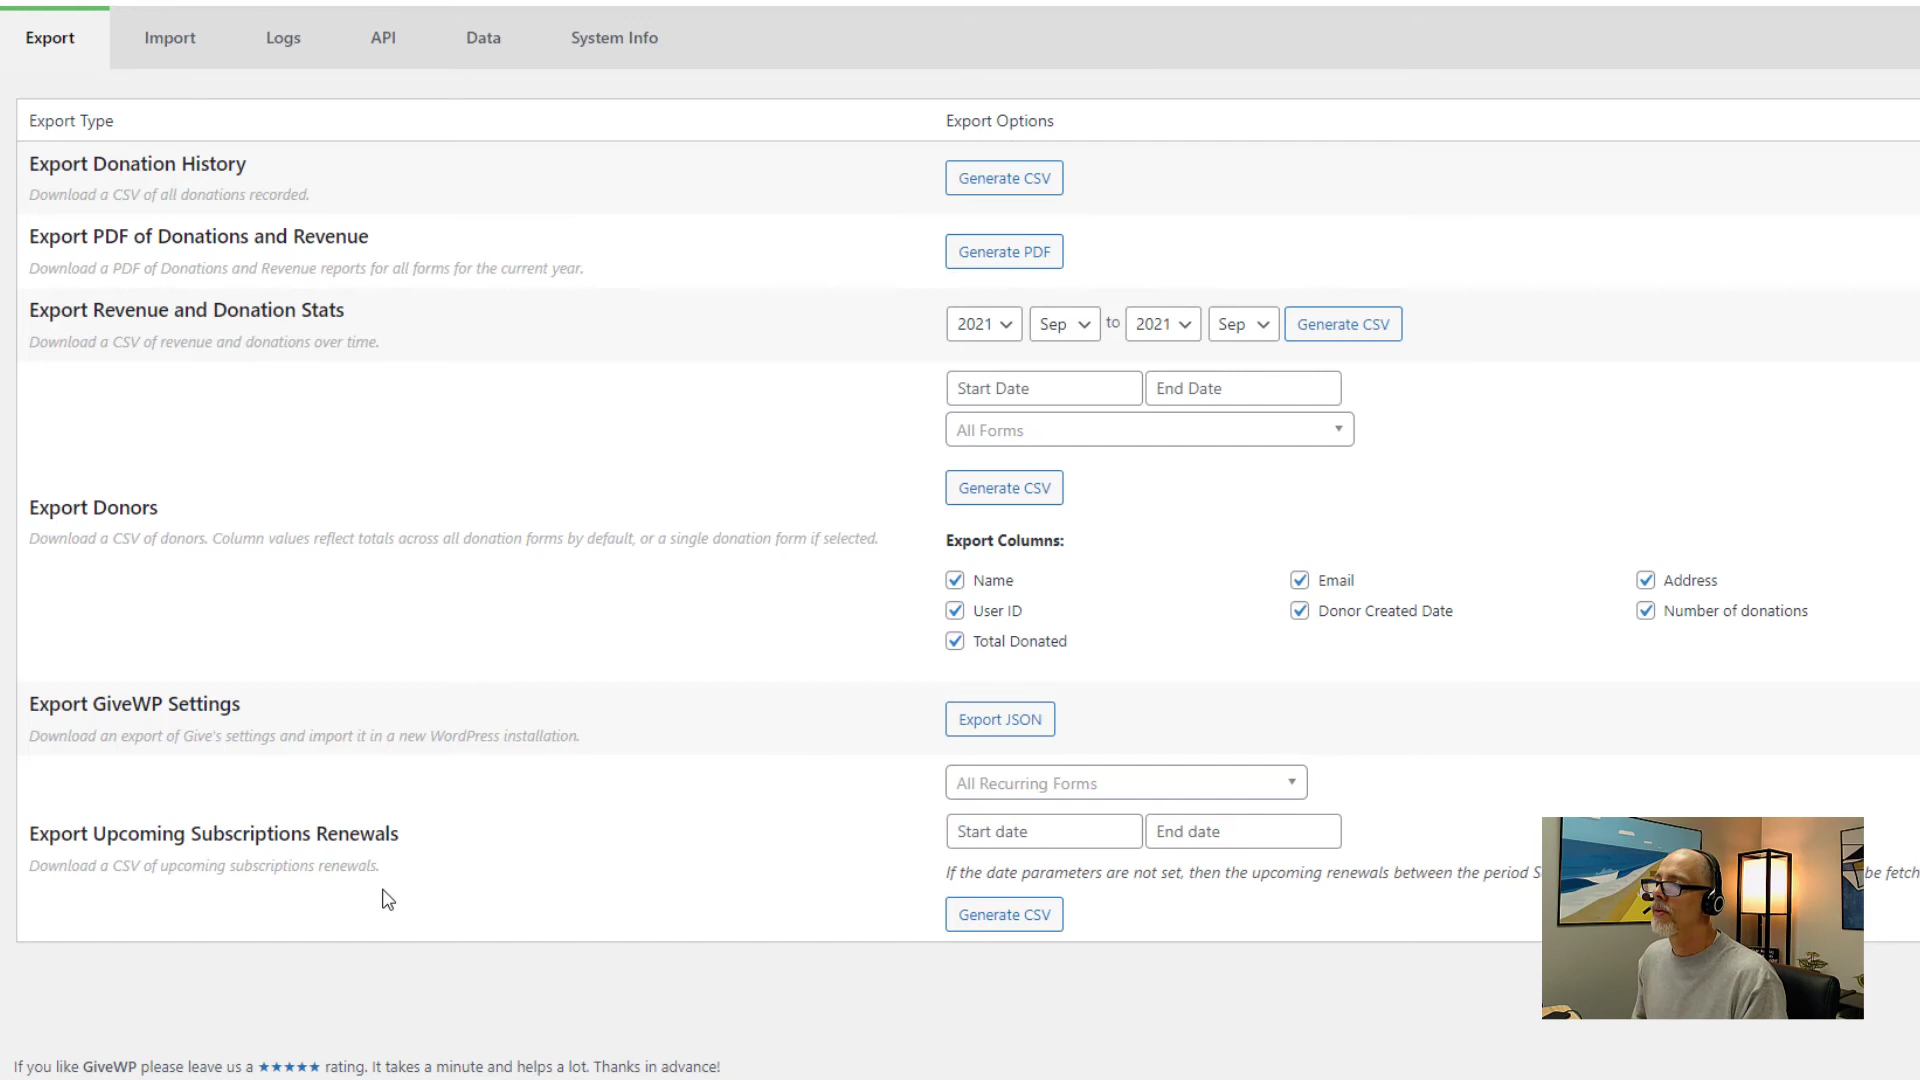 Export Import Logs API Data System Info
Export Type Export Options
Export Donation History
Download a CSV of all donations recorded.
Generate CSV
Export PDF of Donations and Revenue
Download a PDF of Donations and Revenue reports for all forms for the current year.
Generate PDF
Export Revenue and Donation Stats
Download a CSV of revenue and donations over time.
2021 Sep to 2021 Sep Generate CSV
Export Donors
Download a CSV of donors. Column values reflect totals across all donation forms by default, or a single donation form if selected.
Start Date End Date
All Forms
Generate CSV
Export Columns:
Name Email Address
User ID Donor Created Date Number of donations
Total Donated
Export GiveWP Settings
Download an export of Give's settings and import it in a new WordPress installation.
Export JSON
Export Upcoming Subscriptions Renewals
Download a CSV of upcoming subscriptions renewals.
All Recurring Forms
Start date End date
If the date parameters are not set, then the upcoming renewals between the period be fetch
Generate CSV
If you like GiveWP please leave us a ★★★★★ rating. It takes a minute and helps a lot. Thanks in advance!